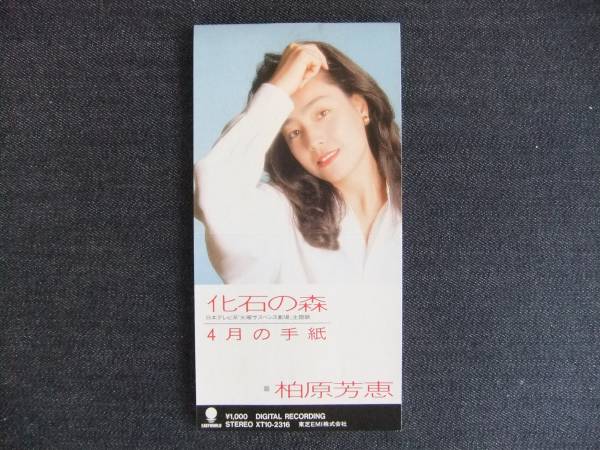 化石の森
日本テレビ系「火曜サスペンス劇場」主題歌
4月の手紙
柏原芳恵
EASTWORLD
¥1,000 DIGITAL RECORDING
STEREO XT10-2316 東芝EMI株式会社